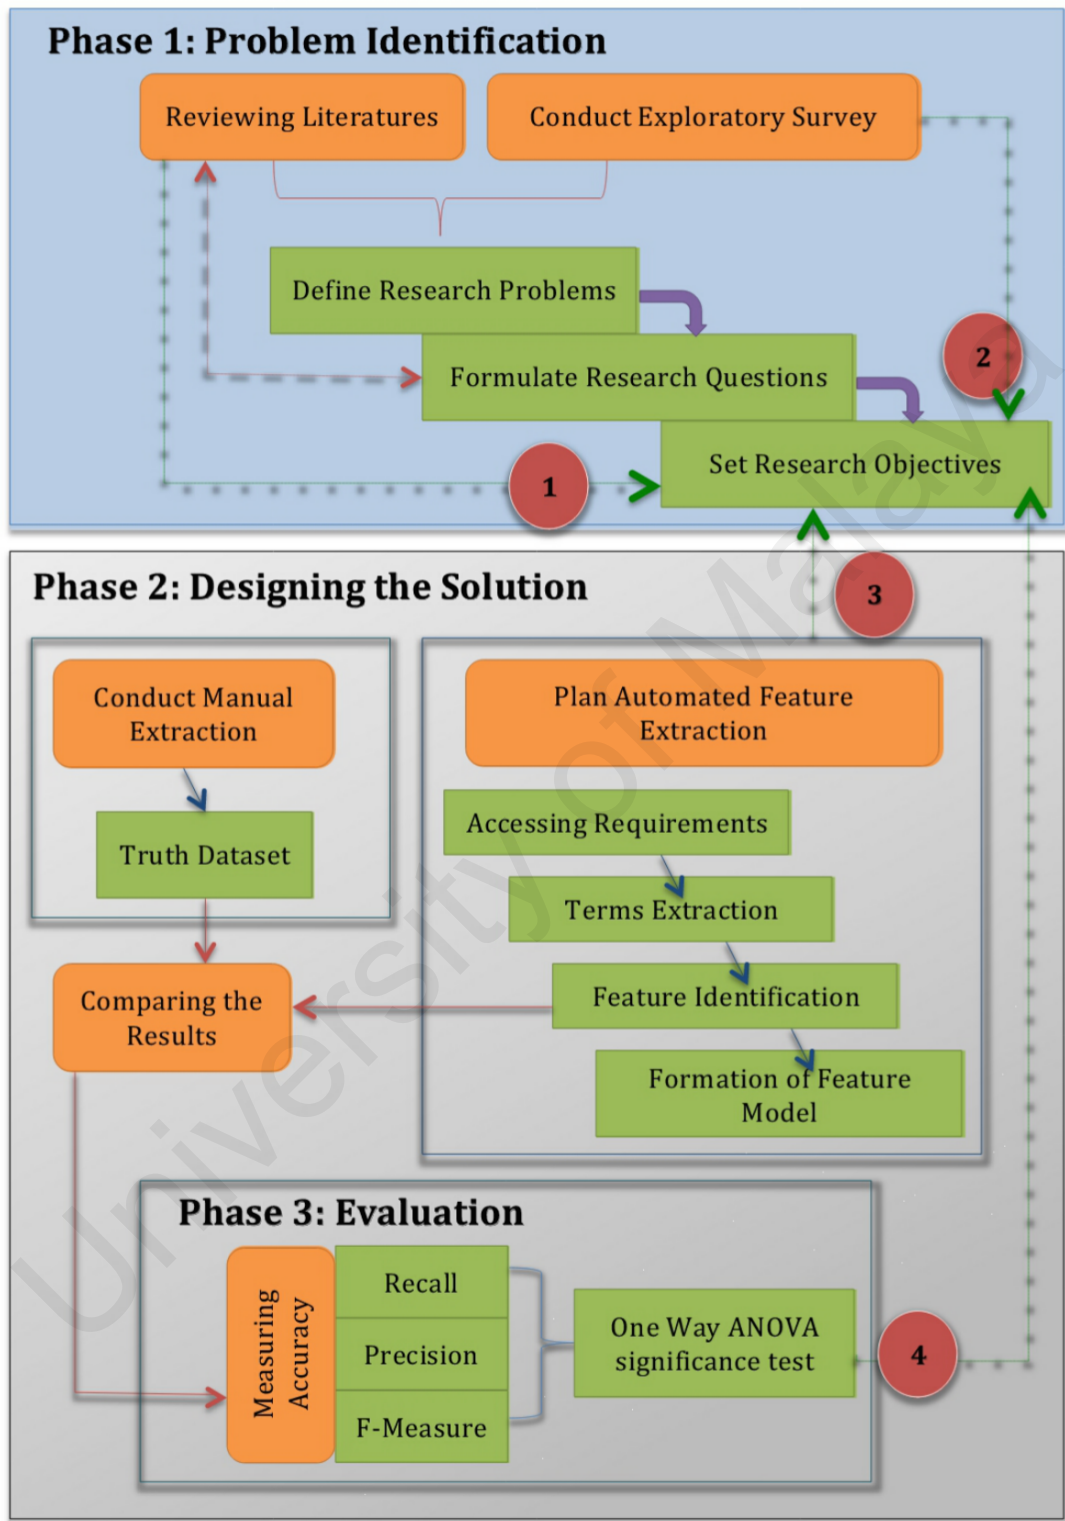 Phase 1: Problem Identification
Reviewing Literatures
Conduct Exploratory Survey
Define Research Problems
Formulate Research Questions
2
Set Research Objectives
1
Phase 2: Designing the Solution
3
Conduct Manual
Extraction
Plan Automated Feature
Extraction
Accessing Requirements
Truth Dataset
Terms Extraction
Comparing the
Results
Feature Identification
Formation of Feature
Model
Phase 3: Evaluation
Measuring
Accuracy
Recall
Precision
F-Measure
One Way ANOVA
significance test
4
University of Malaya